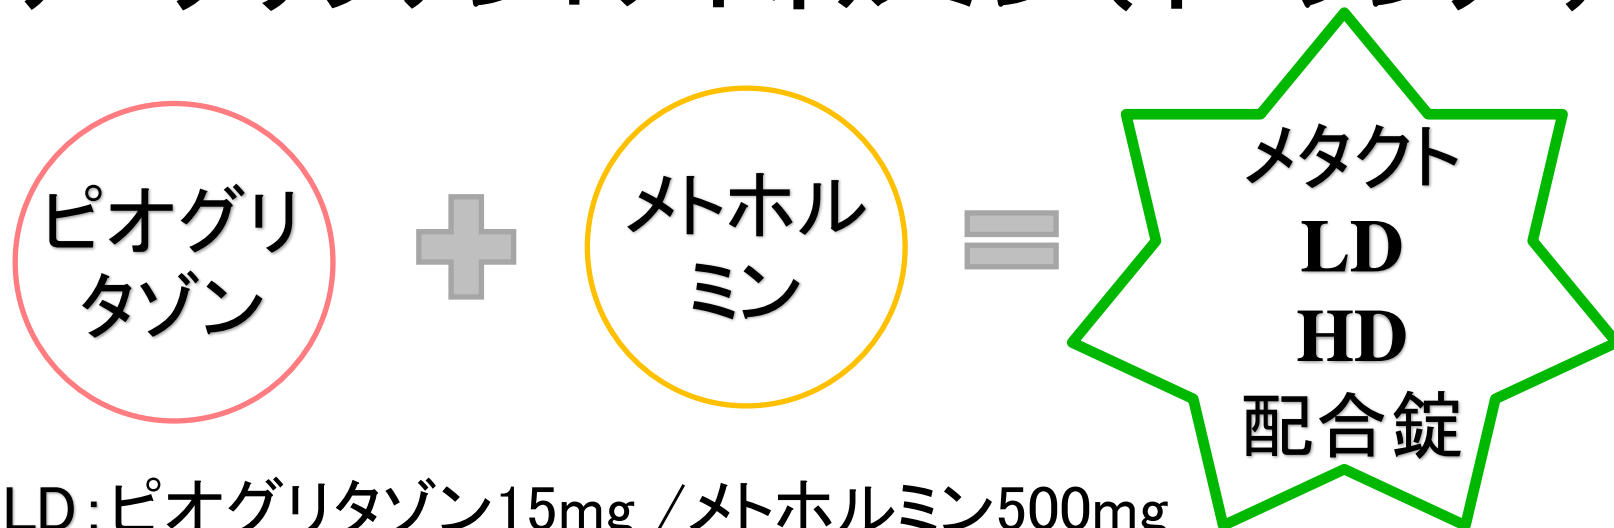 ピオグリ
タゾン
メトホル
ミン
メタクト
LD
HD
配合錠
LD:ピオグリタゾン15mg /メトホルミン500mg